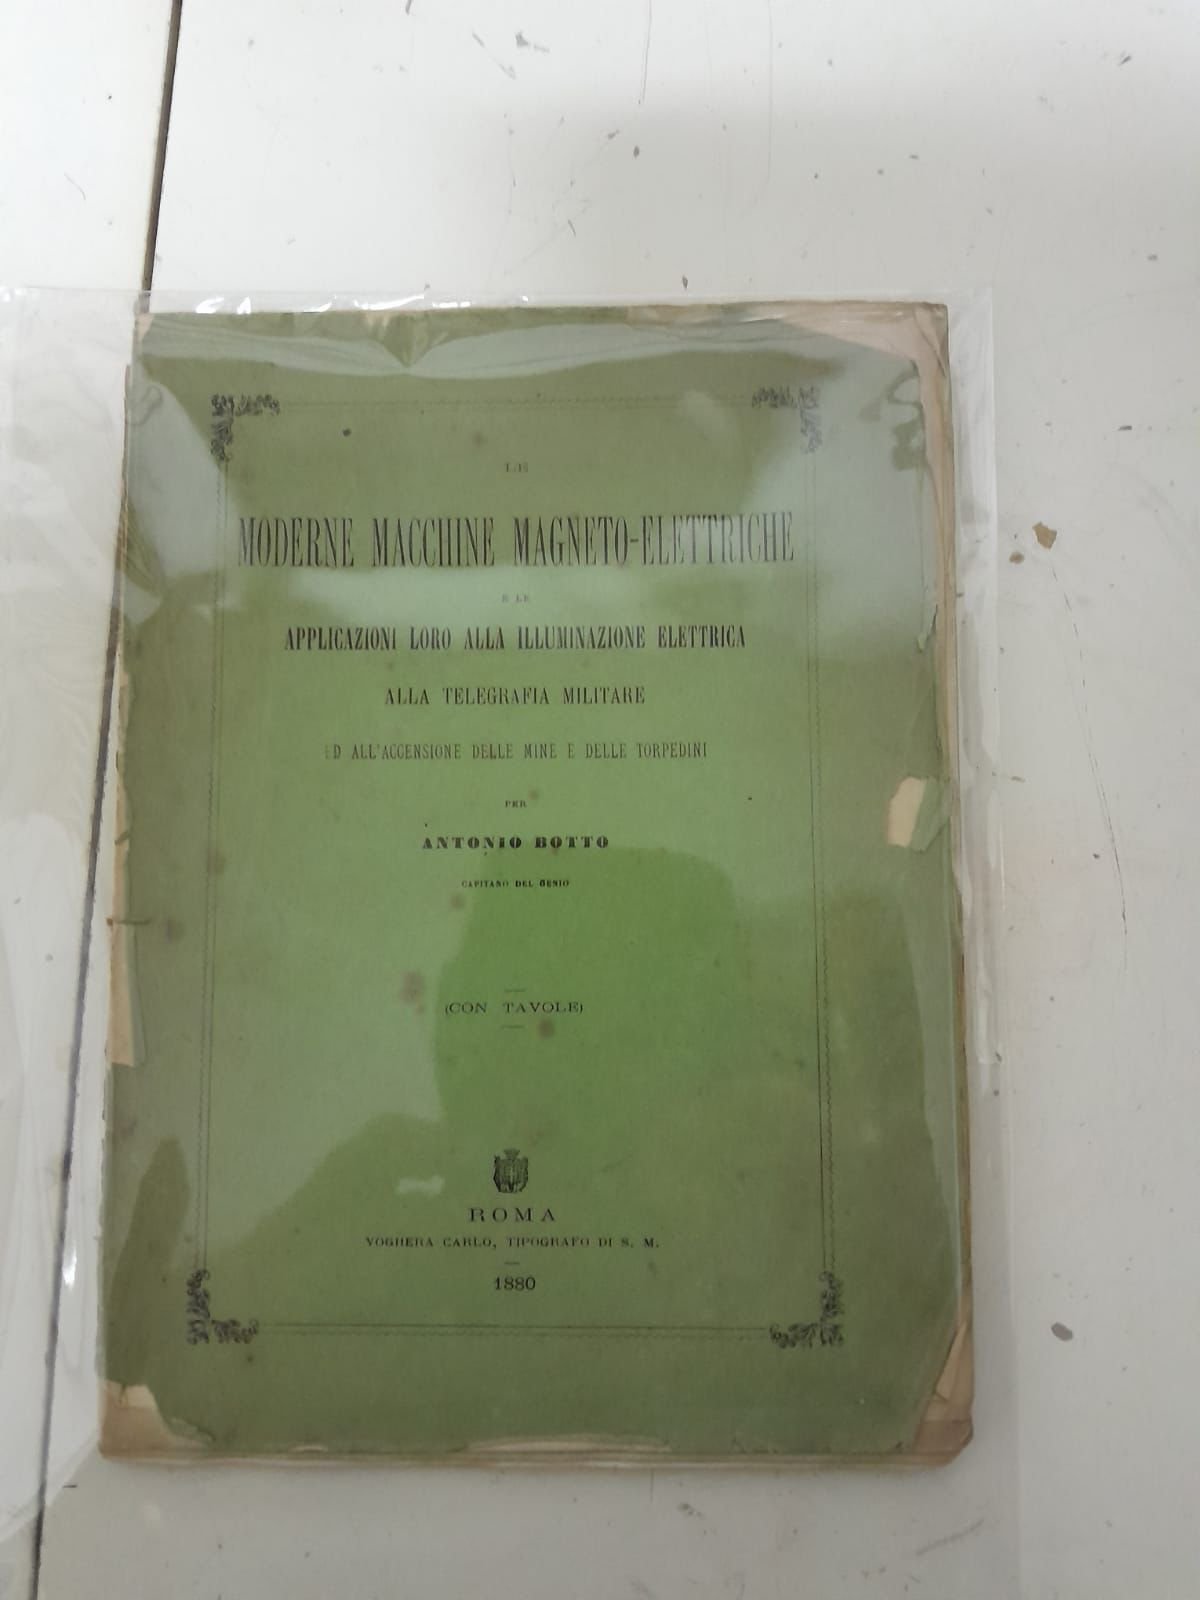 LE
MODERNE MACCHINE MAGNETO-ELETTRICHE
E LE
APPLICAZIONI LORO ALLA ILLUMINAZIONE ELETTRICA
ALLA TELEGRAFIA MILITARE
ED ALL'ACCENSIONE DELLE MINE E DELLE TORPEDINI
PER
ANTONIO BOTTO
CAPITANO DEL GENIO
(CON TAVOLE)
ROMA
VOGHERA CARLO, TIPOGRAFO DI S. M.
1880